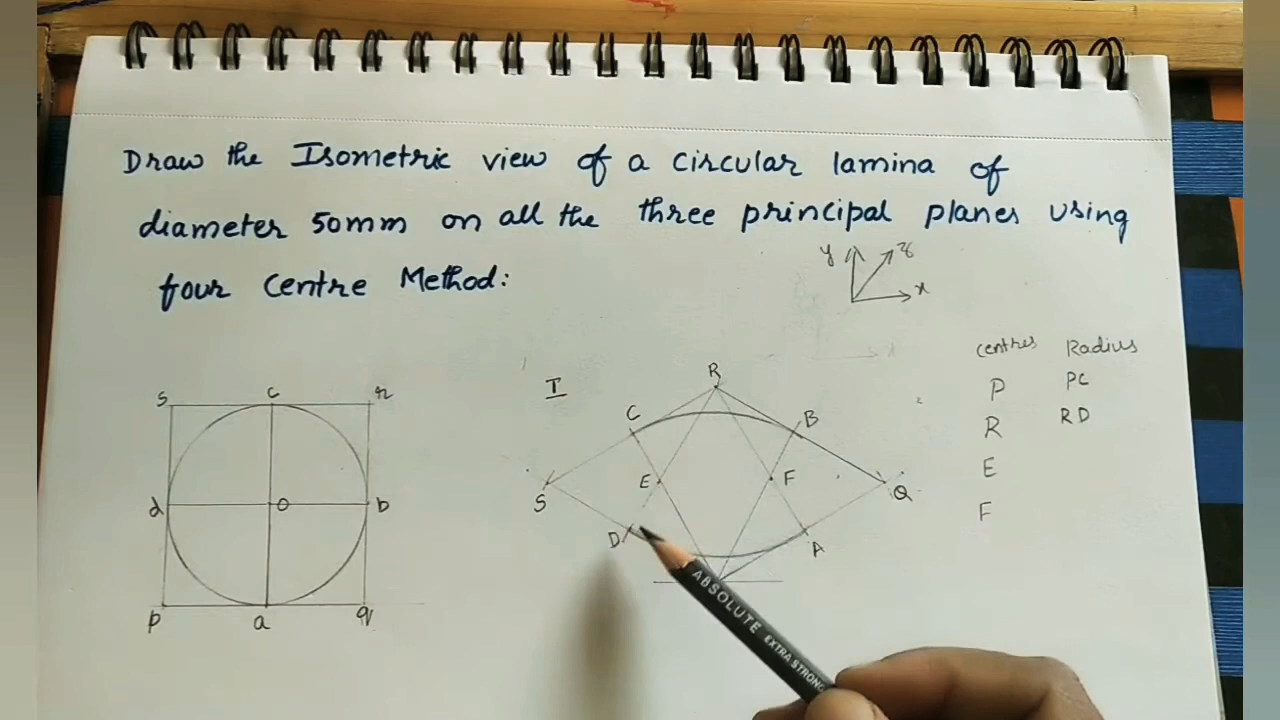 Draw the Isometric view of a circular lamina of
diameter 50mm on all the three principal planes using
four Centre Method:
y z
x
Centres Radius
P PC
R RD
E
F
I
R
C B
S E F Q
D A
s c r
d o b
p a q
ABSOLUTE EXTRA STRONG